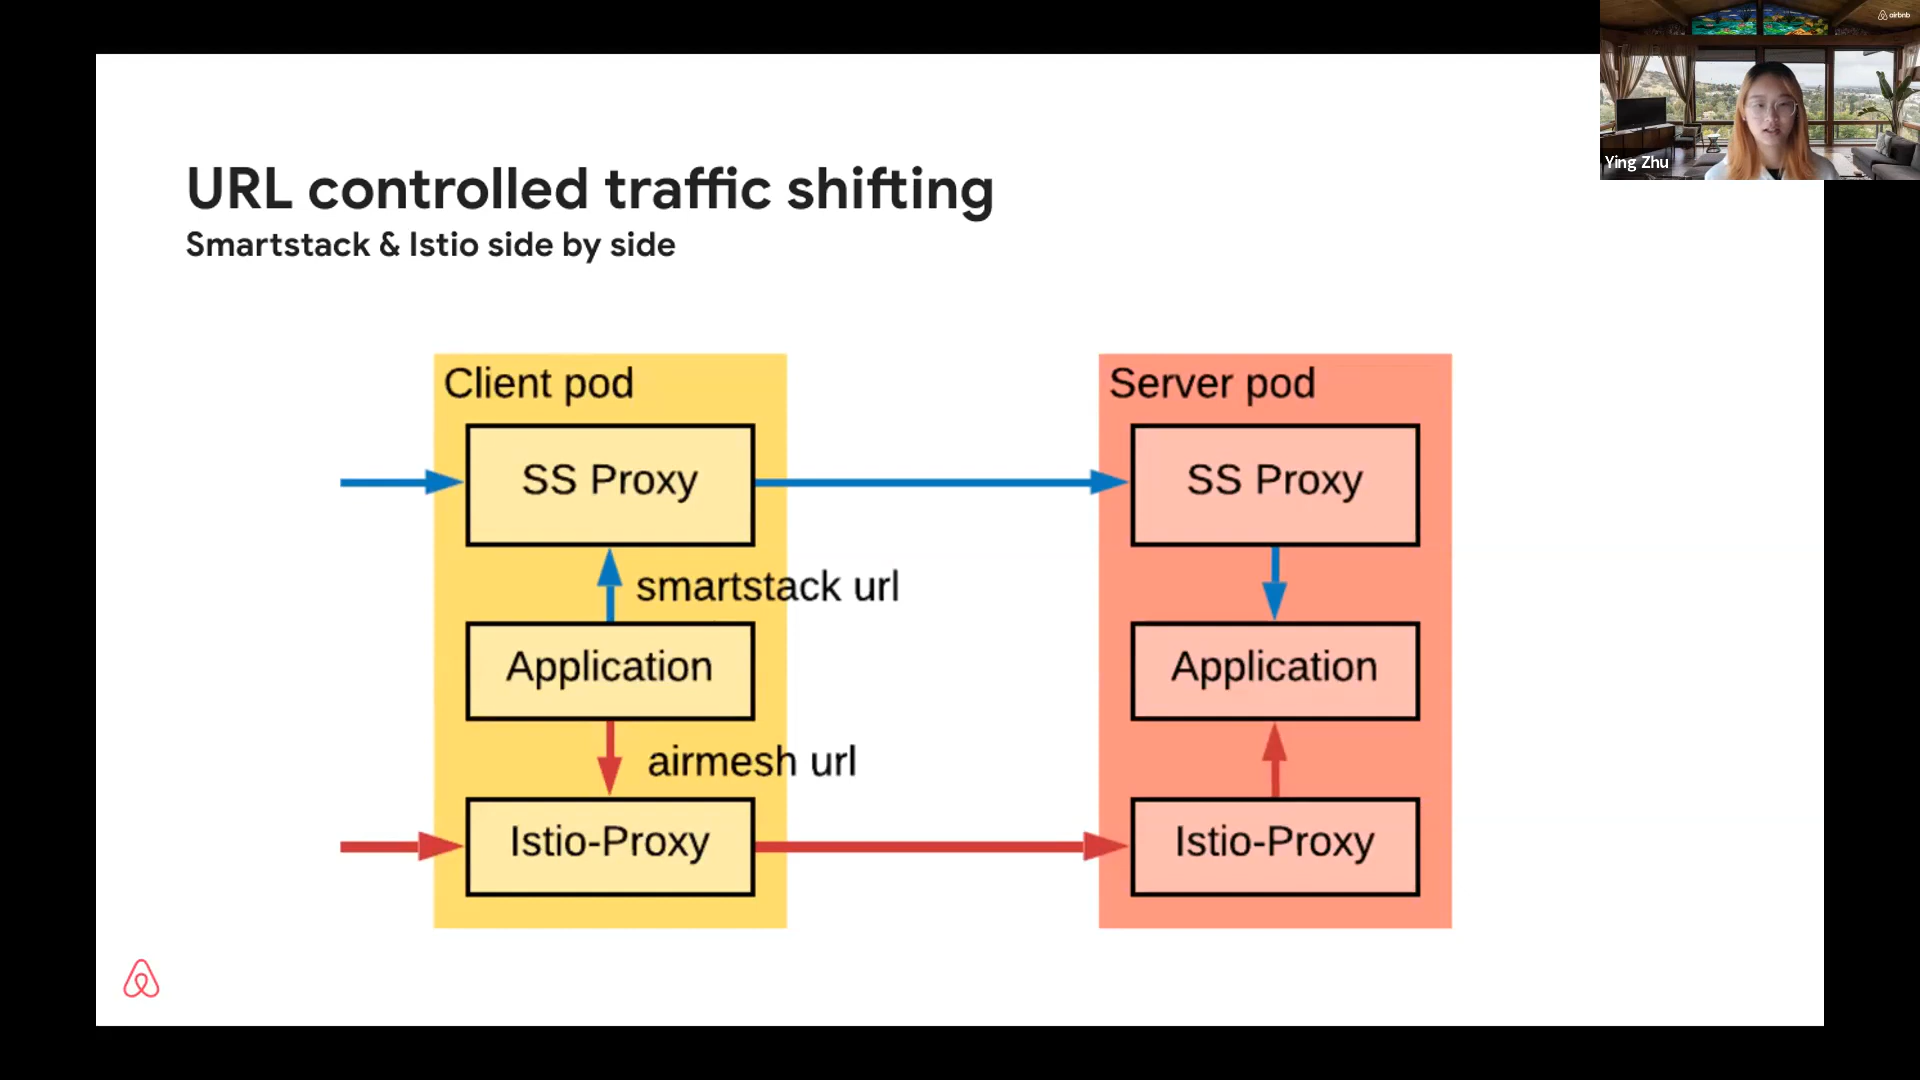 airbnb
Ying Zhu
URL controlled traffic shifting
Smartstack & Istio side by side
Client pod
SS Proxy
smartstack url
Application
airmesh url
Istio-Proxy
Server pod
SS Proxy
Application
Istio-Proxy